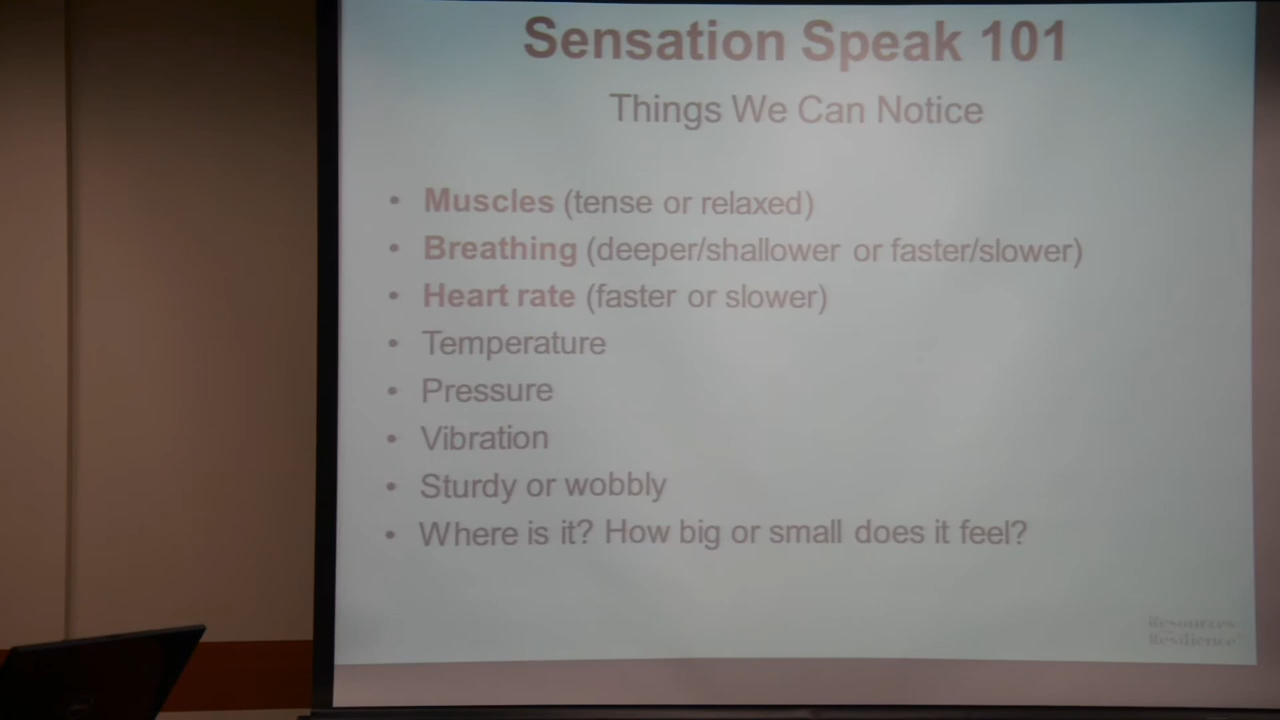 Sensation Speak 101
Things We Can Notice
• Muscles (tense or relaxed)
• Breathing (deeper/shallower or faster/slower)
• Heart rate (faster or slower)
• Temperature
• Pressure
• Vibration
• Sturdy or wobbly
• Where is it? How big or small does it feel?
Resources
Resilience